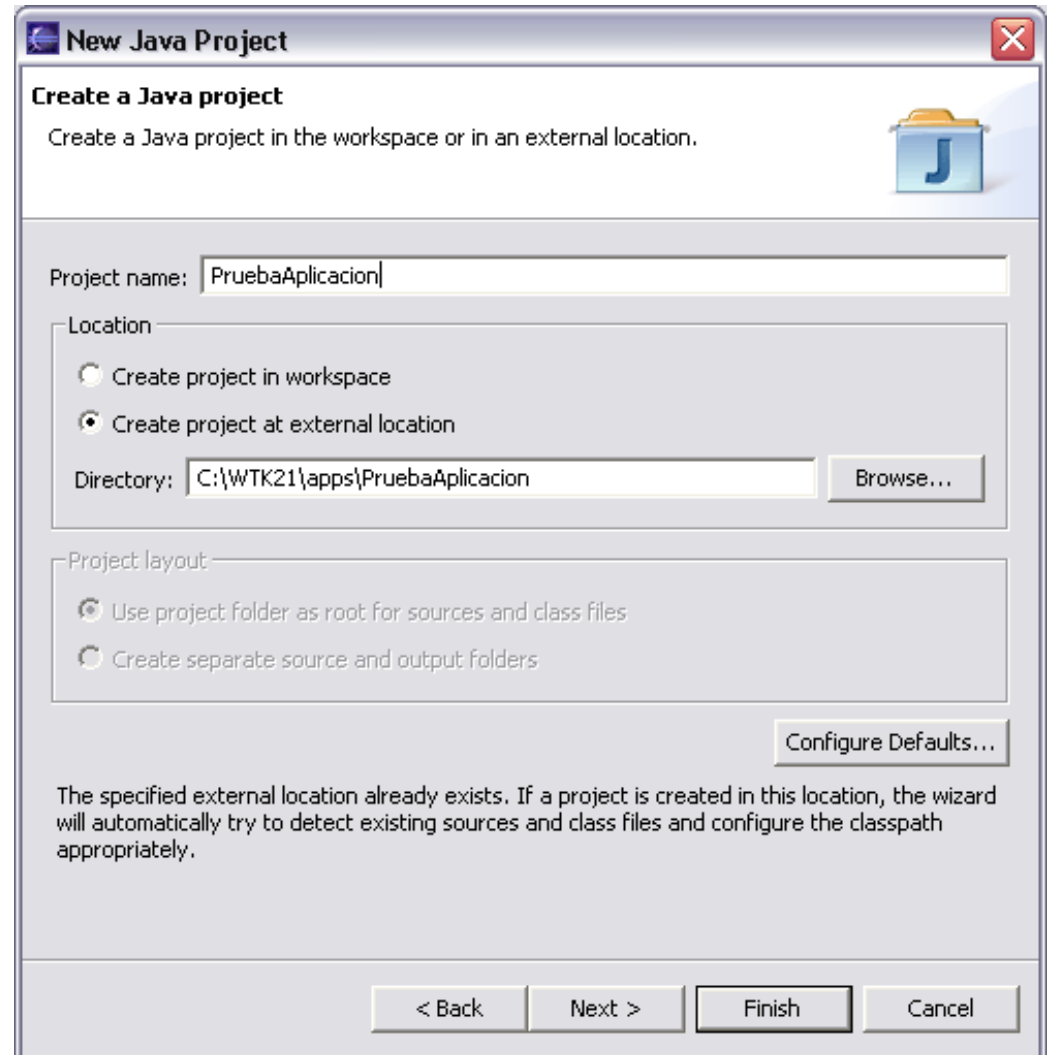 New Java Project
Create a Java project
Create a Java project in the workspace or in an external location.
J
Project name: PruebaAplicacion
Location
Create project in workspace
Create project at external location
Directory: C:\WTK21\apps\PruebaAplicacion Browse...
Project layout
Use project folder as root for sources and class files
Create separate source and output folders
Configure Defaults...
The specified external location already exists. If a project is created in this location, the wizard
will automatically try to detect existing sources and class files and configure the classpath
appropriately.
< Back Next > Finish Cancel